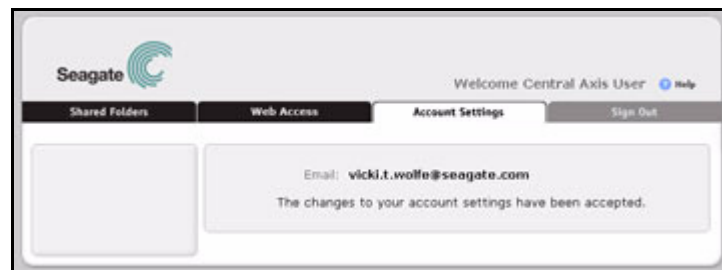 Seagate
Welcome Central Axis User ? Help
Shared Folders Web Access Account Settings Sign Out
Email: vicki.t.wolfe@seagate.com
The changes to your account settings have been accepted.